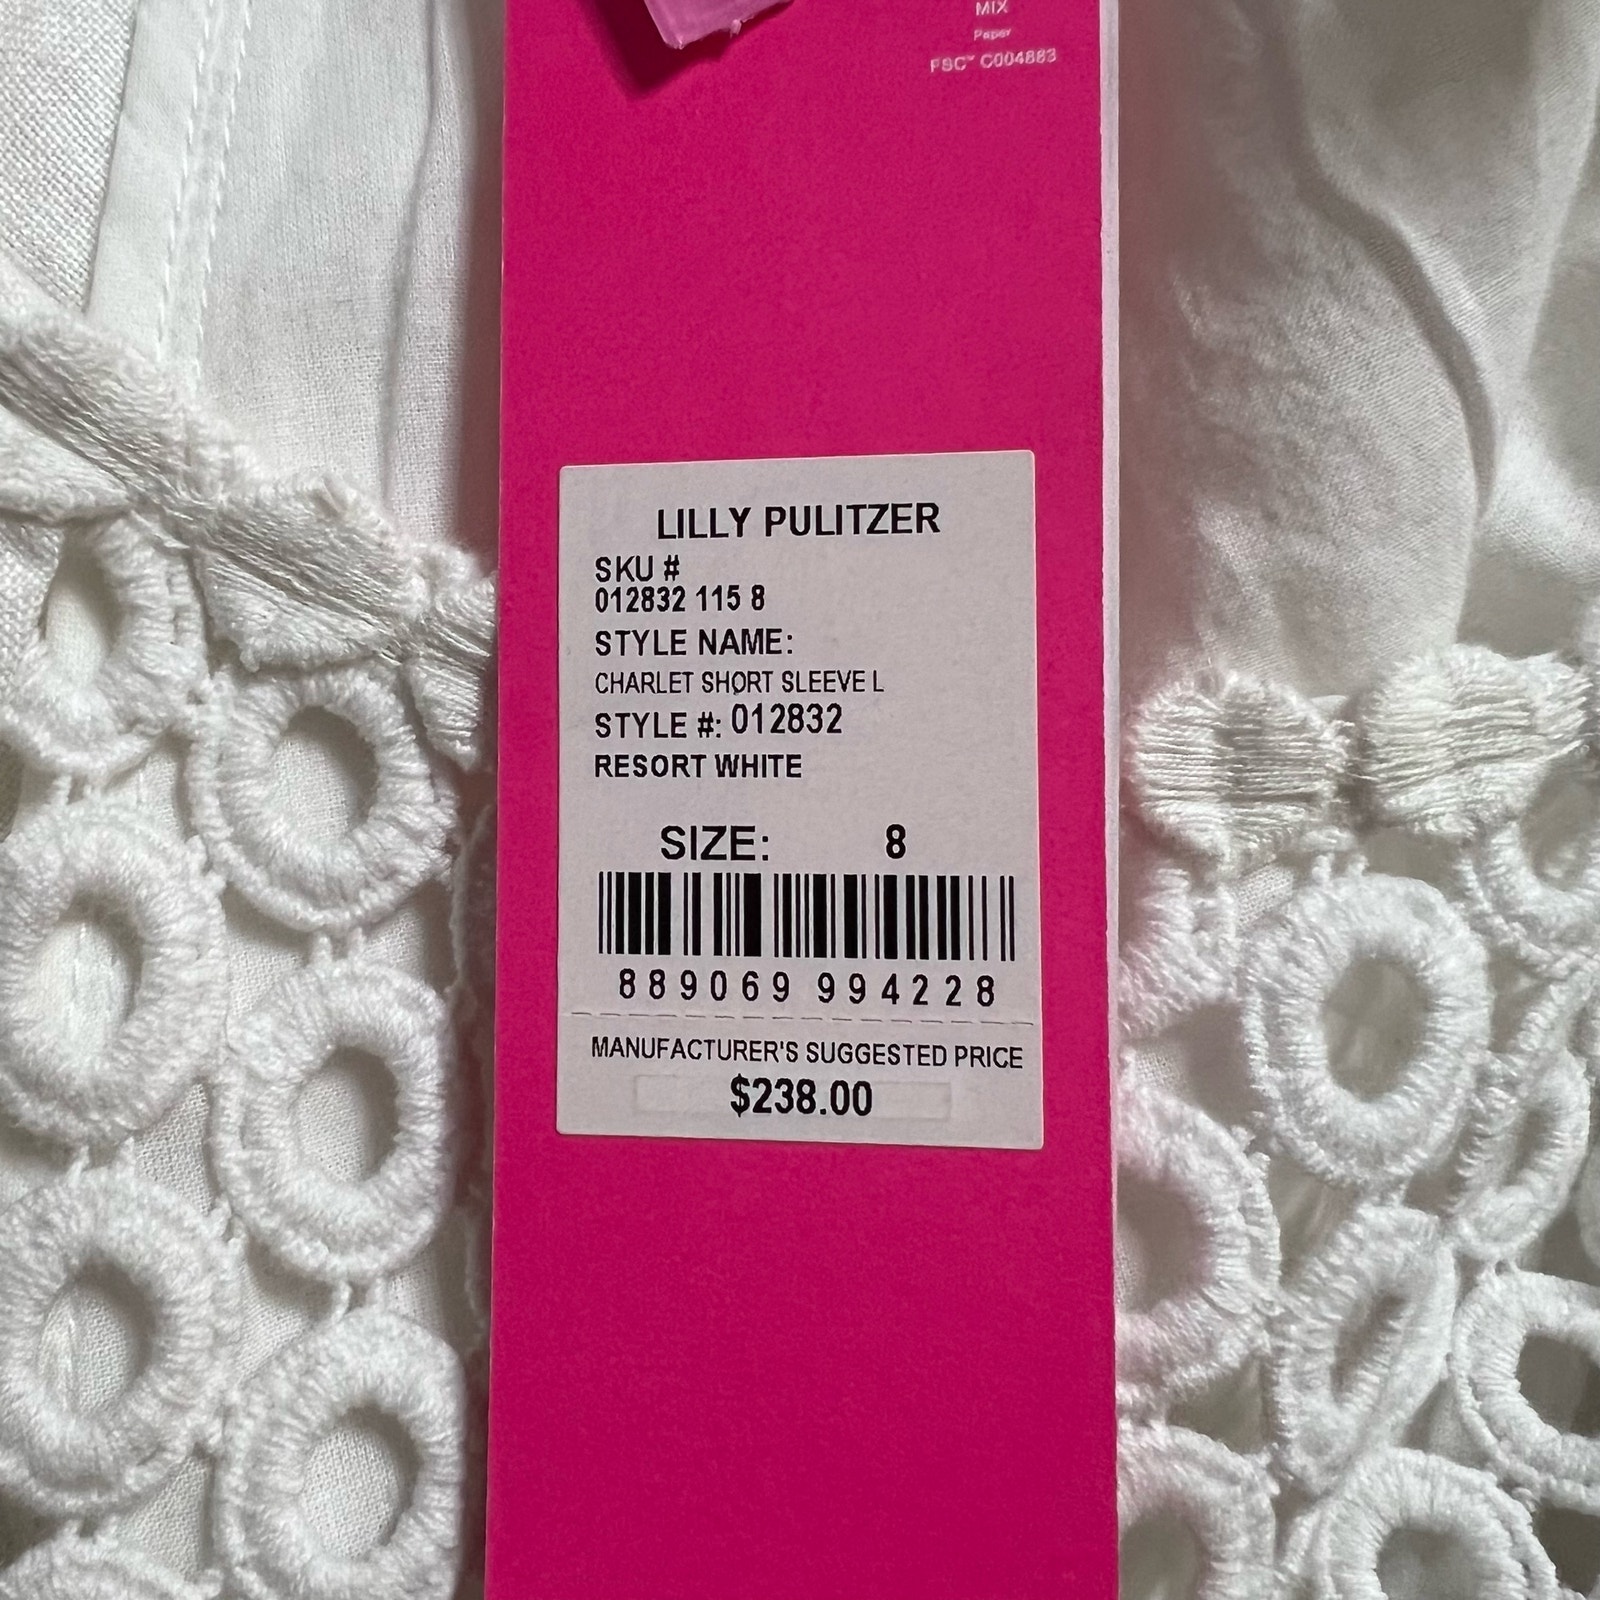 MIX
Paper
FSC™ C004883
LILLY PULITZER
SKU #
012832 115 8
STYLE NAME:
CHARLET SHORT SLEEVE L
STYLE #: 012832
RESORT WHITE
SIZE: 8
889069 994228
MANUFACTURER'S SUGGESTED PRICE
$238.00